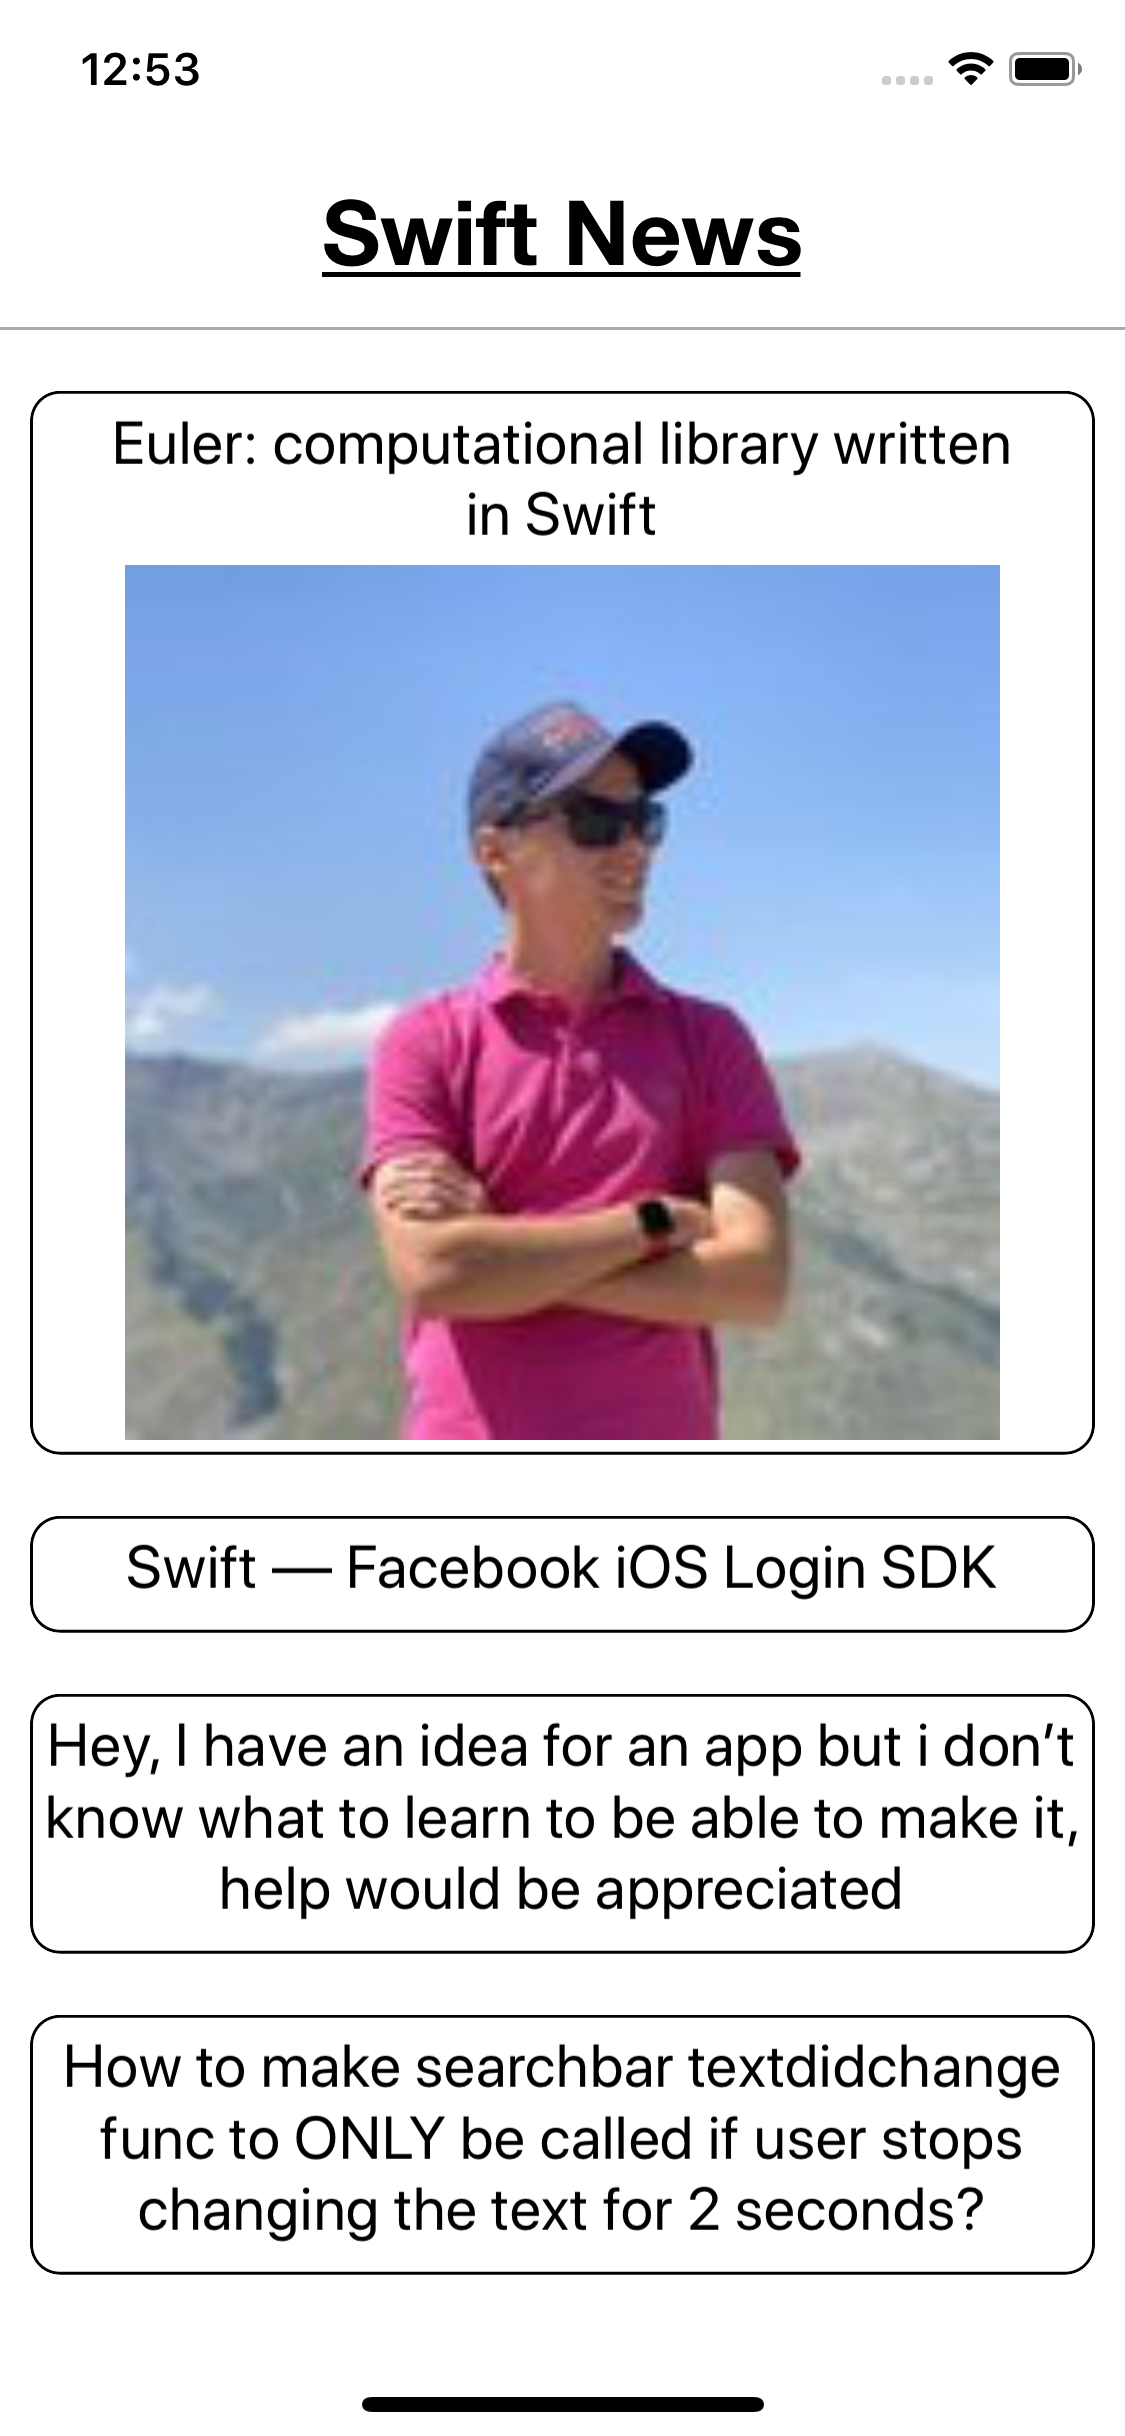 12:53
Swift News
Euler: computational library written
in Swift
Swift — Facebook iOS Login SDK
Hey, I have an idea for an app but i don’t
know what to learn to be able to make it,
help would be appreciated
How to make searchbar textdidchange
func to ONLY be called if user stops
changing the text for 2 seconds?